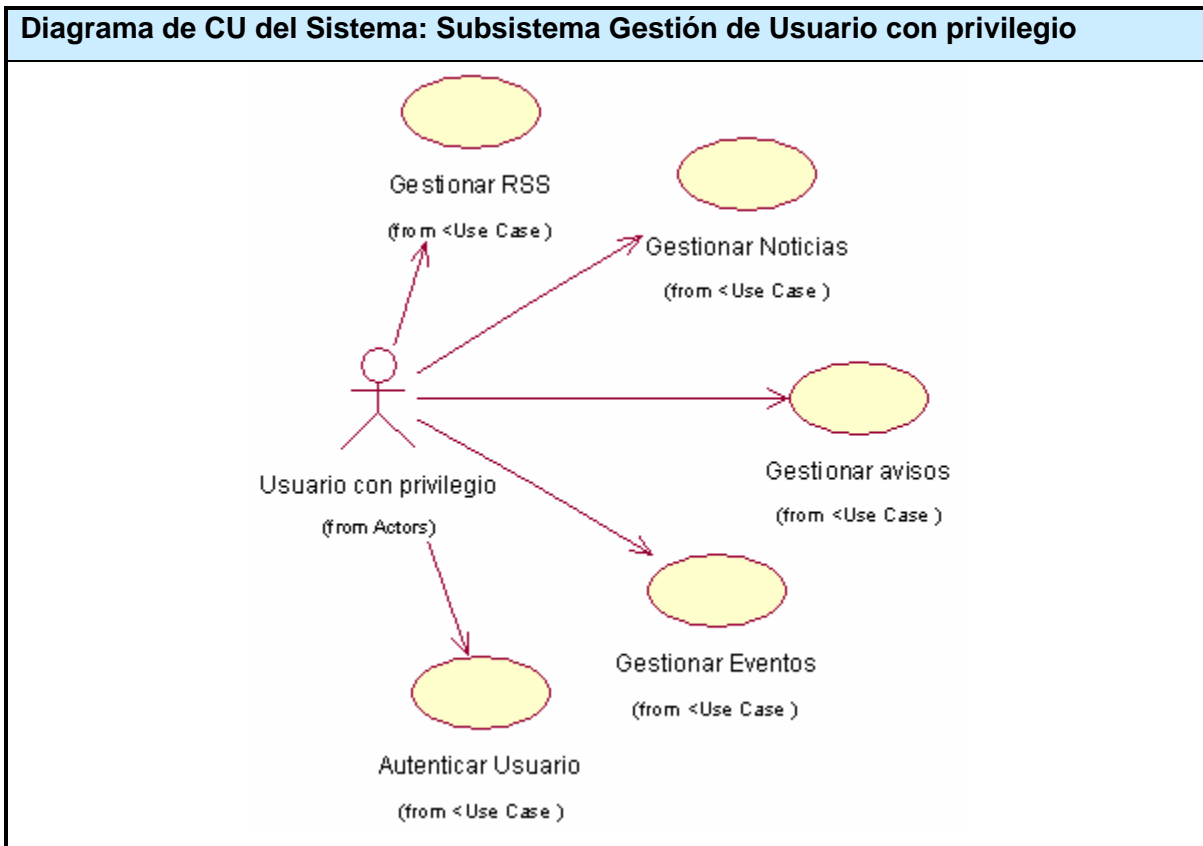 Diagrama de CU del Sistema: Subsistema Gestión de Usuario con privilegio
Gestionar RSS
(from <Use Case )
Gestionar Noticias
(from <Use Case )
Gestionar avisos
(from <Use Case )
Usuario con privilegio
(from Actors)
Gestionar Eventos
(from <Use Case )
Autenticar Usuario
(from <Use Case )